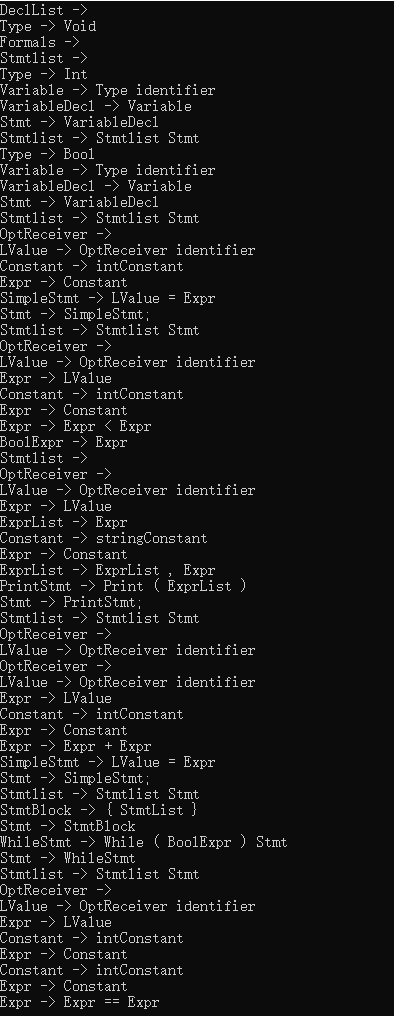 DeclList ->
Type -> Void
Formals ->
Stmtlist ->
Type -> Int
Variable -> Type identifier
VariableDecl -> Variable
Stmt -> VariableDecl
Stmtlist -> Stmtlist Stmt
Type -> Bool
Variable -> Type identifier
VariableDecl -> Variable
Stmt -> VariableDecl
Stmtlist -> Stmtlist Stmt
OptReceiver ->
LValue -> OptReceiver identifier
Constant -> intConstant
Expr -> Constant
SimpleStmt -> LValue = Expr
Stmt -> SimpleStmt;
Stmtlist -> Stmtlist Stmt
OptReceiver ->
LValue -> OptReceiver identifier
Expr -> LValue
Constant -> intConstant
Expr -> Constant
Expr -> Expr < Expr
BoolExpr -> Expr
Stmtlist ->
OptReceiver ->
LValue -> OptReceiver identifier
Expr -> LValue
ExprList -> Expr
Constant -> stringConstant
Expr -> Constant
ExprList -> ExprList , Expr
PrintStmt -> Print ( ExprList )
Stmt -> PrintStmt;
Stmtlist -> Stmtlist Stmt
OptReceiver ->
LValue -> OptReceiver identifier
OptReceiver ->
LValue -> OptReceiver identifier
Expr -> LValue
Constant -> intConstant
Expr -> Constant
Expr -> Expr + Expr
SimpleStmt -> LValue = Expr
Stmt -> SimpleStmt;
Stmtlist -> Stmtlist Stmt
StmtBlock -> { StmtList }
Stmt -> StmtBlock
WhileStmt -> While ( BoolExpr ) Stmt
Stmt -> WhileStmt
Stmtlist -> Stmtlist Stmt
OptReceiver ->
LValue -> OptReceiver identifier
Expr -> LValue
Constant -> intConstant
Expr -> Constant
Constant -> intConstant
Expr -> Constant
Expr -> Expr == Expr